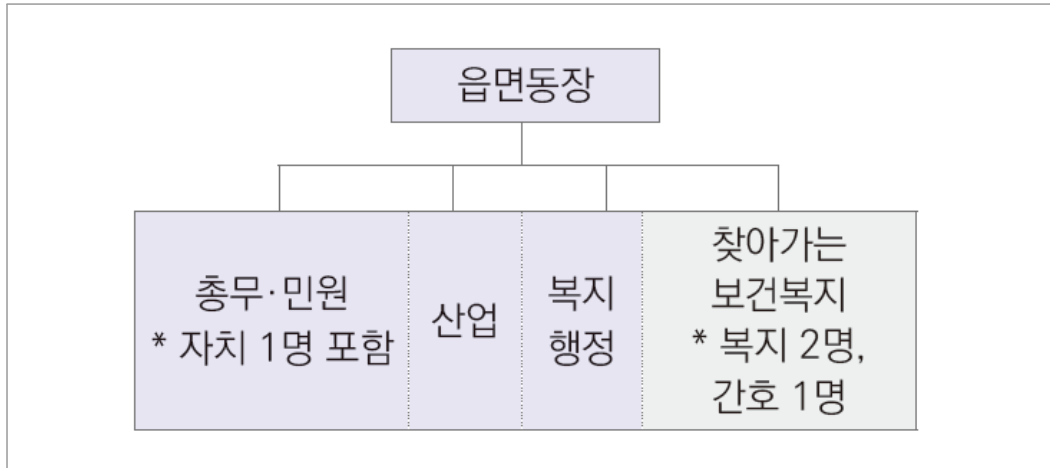 읍면동장
총무·민원
* 자치 1명 포함
산업
복지
행정
찾아가는
보건복지
* 복지 2명,
간호 1명